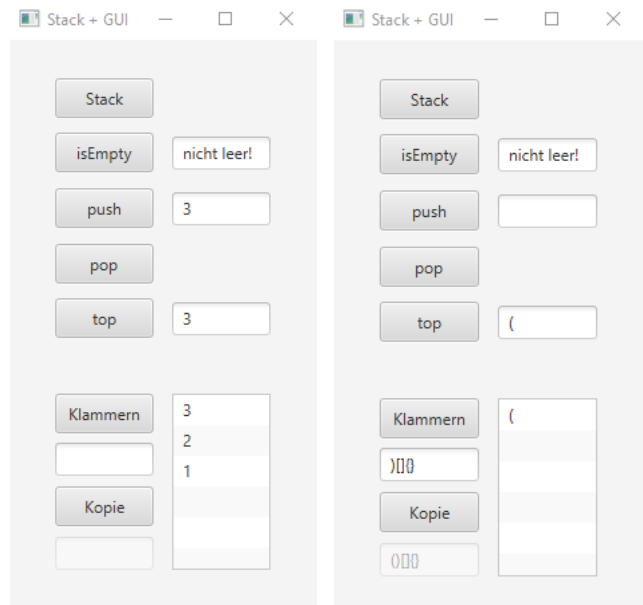 Stack + GUI
Stack
isEmpty nicht leer!
push 3
pop
top 3
Klammern
3
2
1
Kopie
Stack + GUI
Stack
isEmpty nicht leer!
push
pop
top (
Klammern
(
)[]{}
Kopie
()[]{}